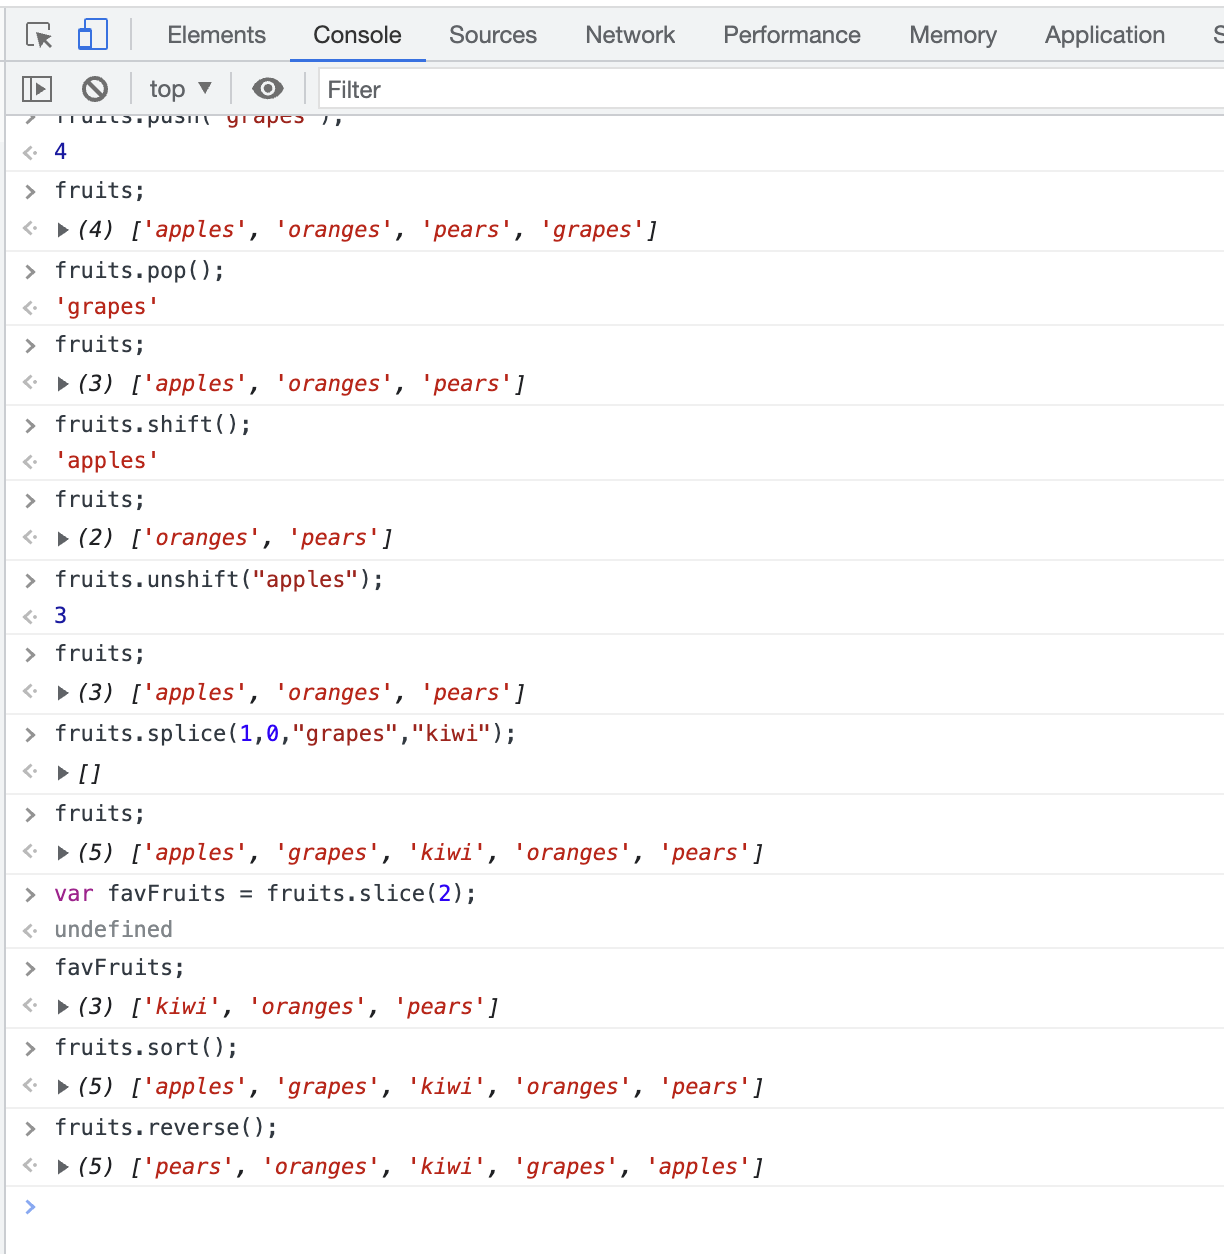 Elements Console Sources Network Performance Memory Application
top ▼ Filter
fruits.push("grapes");
4
fruits;
(4) ['apples', 'oranges', 'pears', 'grapes']
fruits.pop();
'grapes'
fruits;
(3) ['apples', 'oranges', 'pears']
fruits.shift();
'apples'
fruits;
(2) ['oranges', 'pears']
fruits.unshift("apples");
3
fruits;
(3) ['apples', 'oranges', 'pears']
fruits.splice(1,0,"grapes","kiwi");
[]
fruits;
(5) ['apples', 'grapes', 'kiwi', 'oranges', 'pears']
var favFruits = fruits.slice(2);
undefined
favFruits;
(3) ['kiwi', 'oranges', 'pears']
fruits.sort();
(5) ['apples', 'grapes', 'kiwi', 'oranges', 'pears']
fruits.reverse();
(5) ['pears', 'oranges', 'kiwi', 'grapes', 'apples']